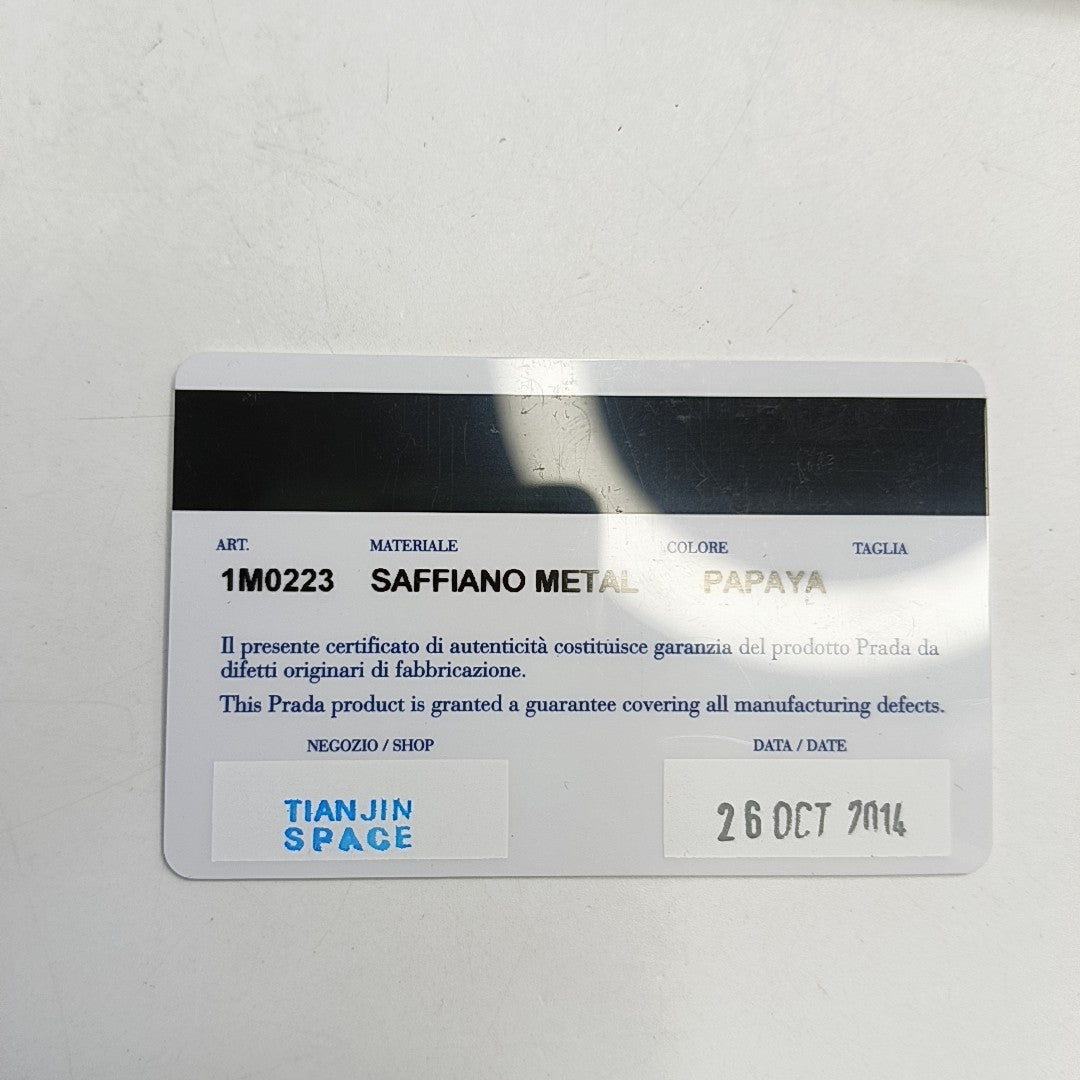 ART. MATERIALE COLORE TAGLIA
1M0223 SAFFIANO METAL PAPAYA
Il presente certificato di autenticità costituisce garanzia del prodotto Prada da
difetti originari di fabbricazione.
This Prada product is granted a guarantee covering all manufacturing defects.
NEGOZIO / SHOP DATA / DATE
TIANJIN
SPACE
26 OCT 2014